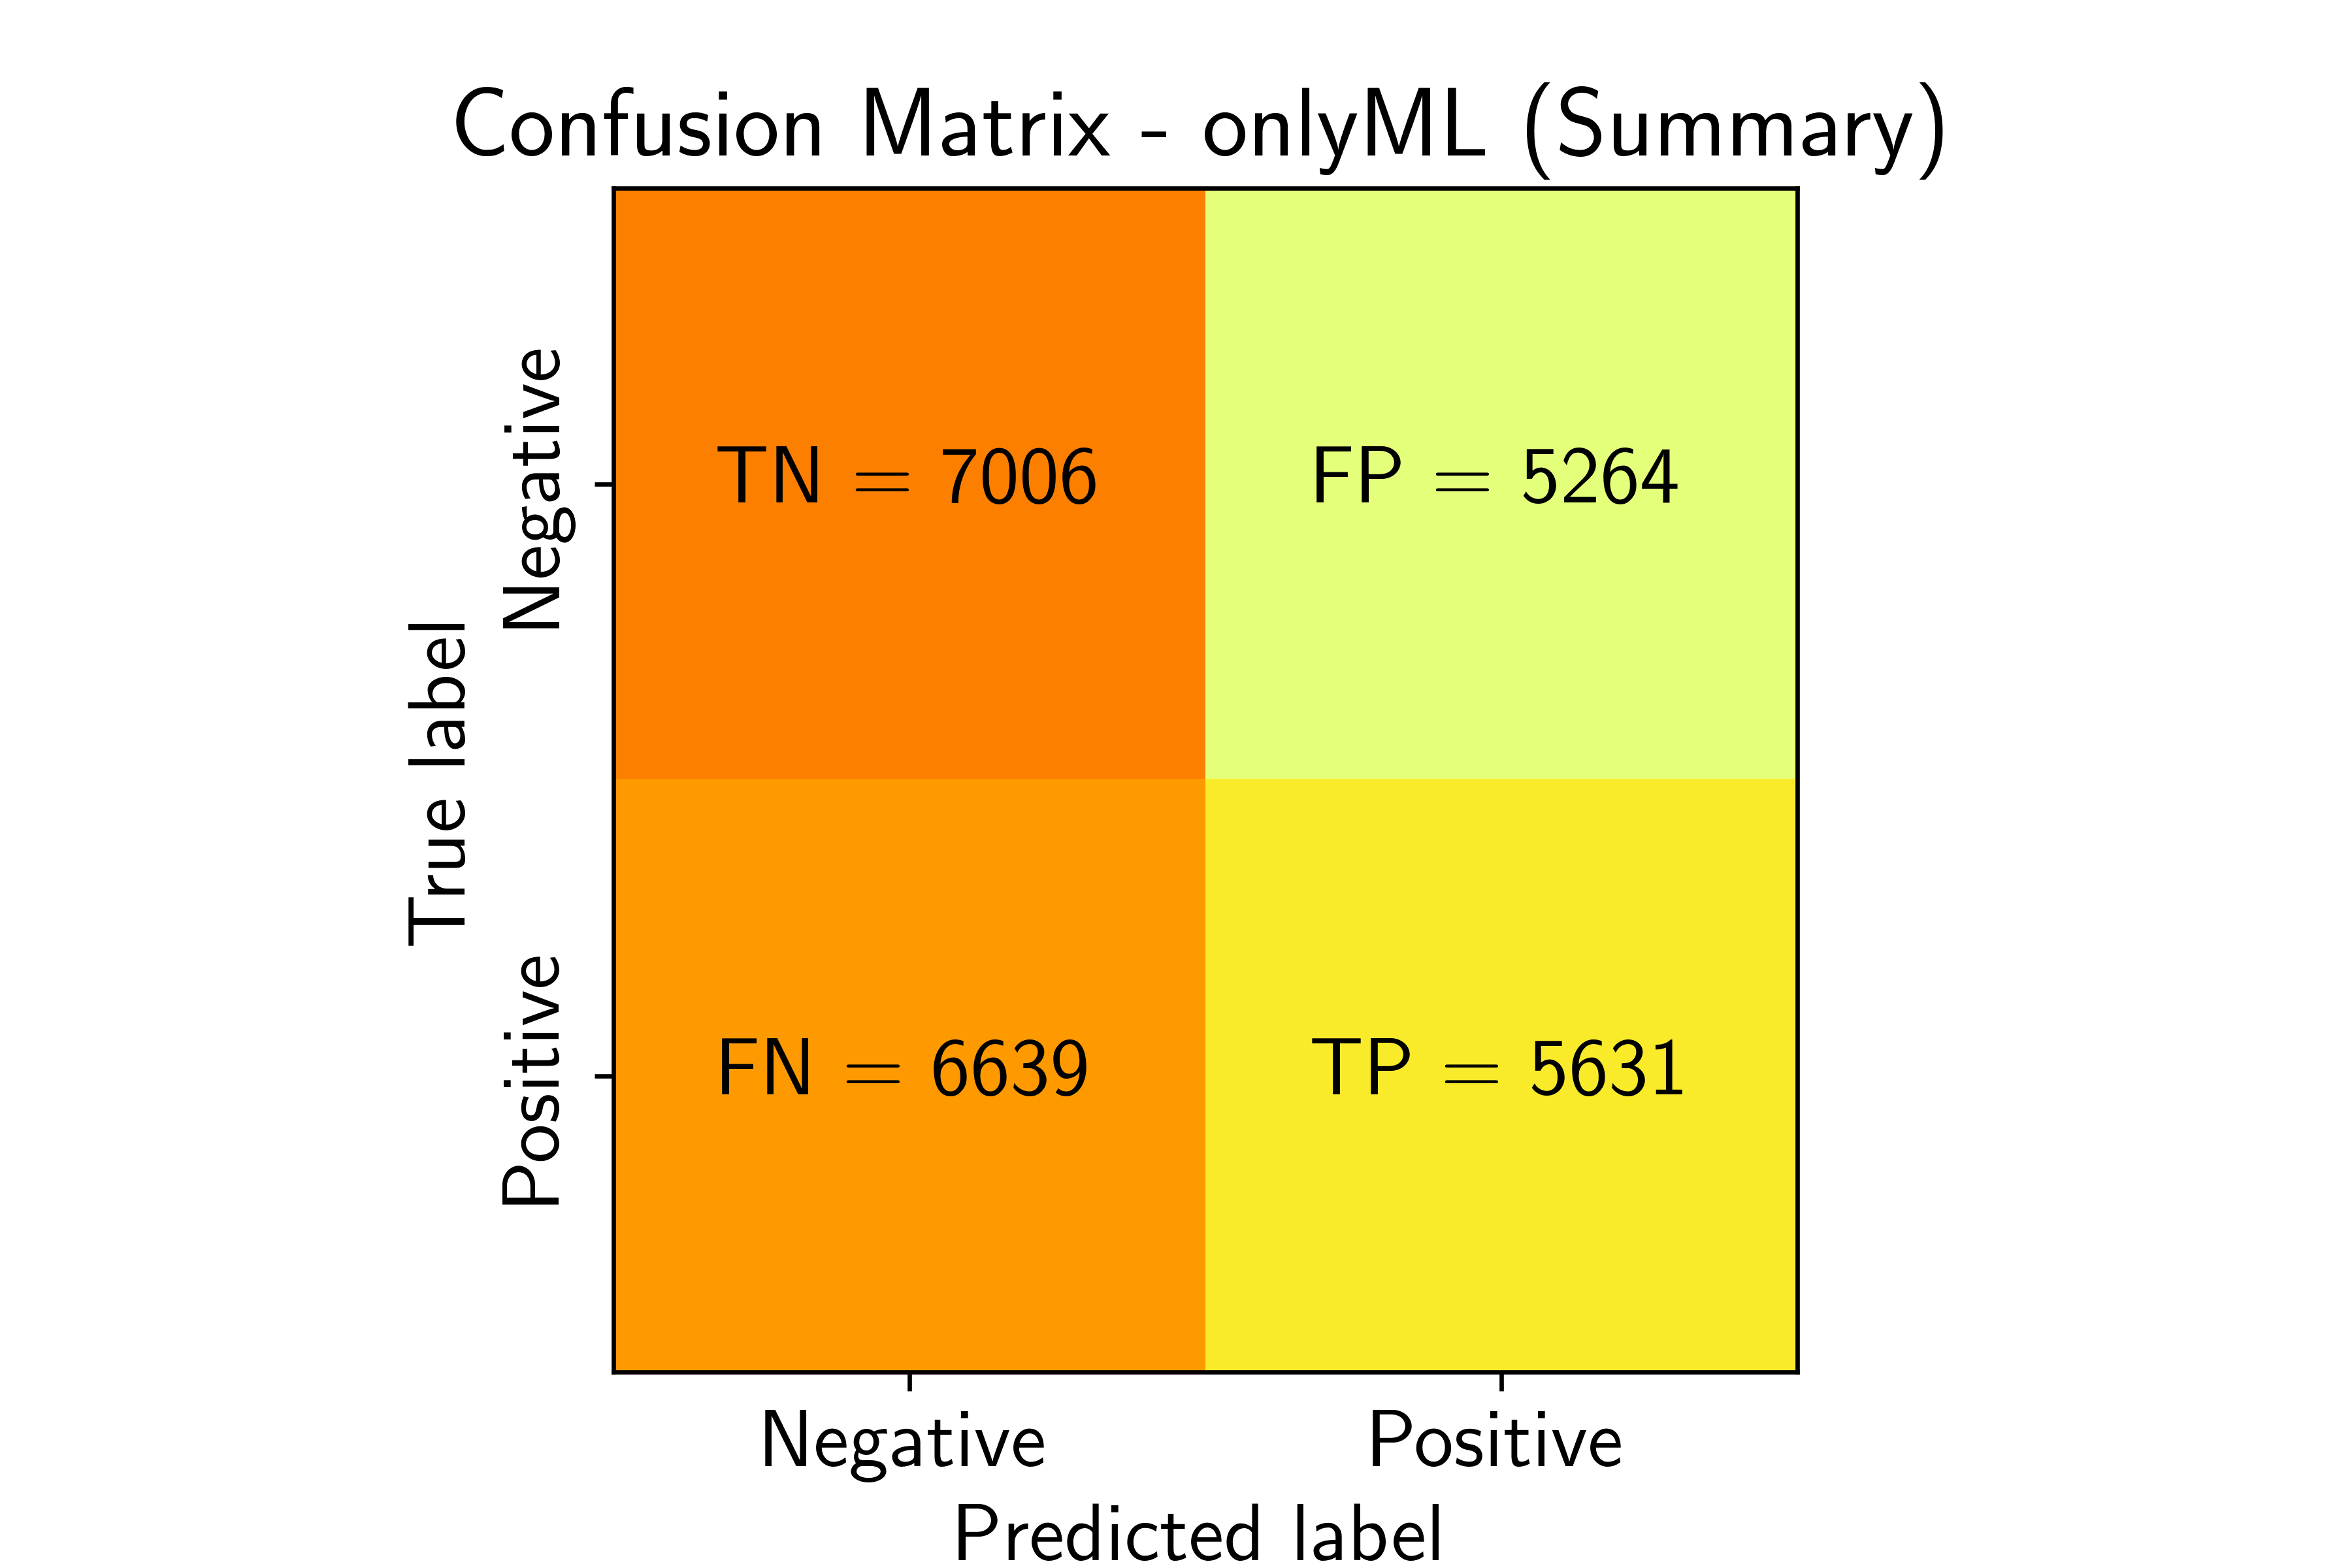 Confusion Matrix - onlyML (Summary)
True label
Negative
TN = 7006
FP = 5264
Positive
FN = 6639
TP = 5631
Negative
Positive
Predicted label